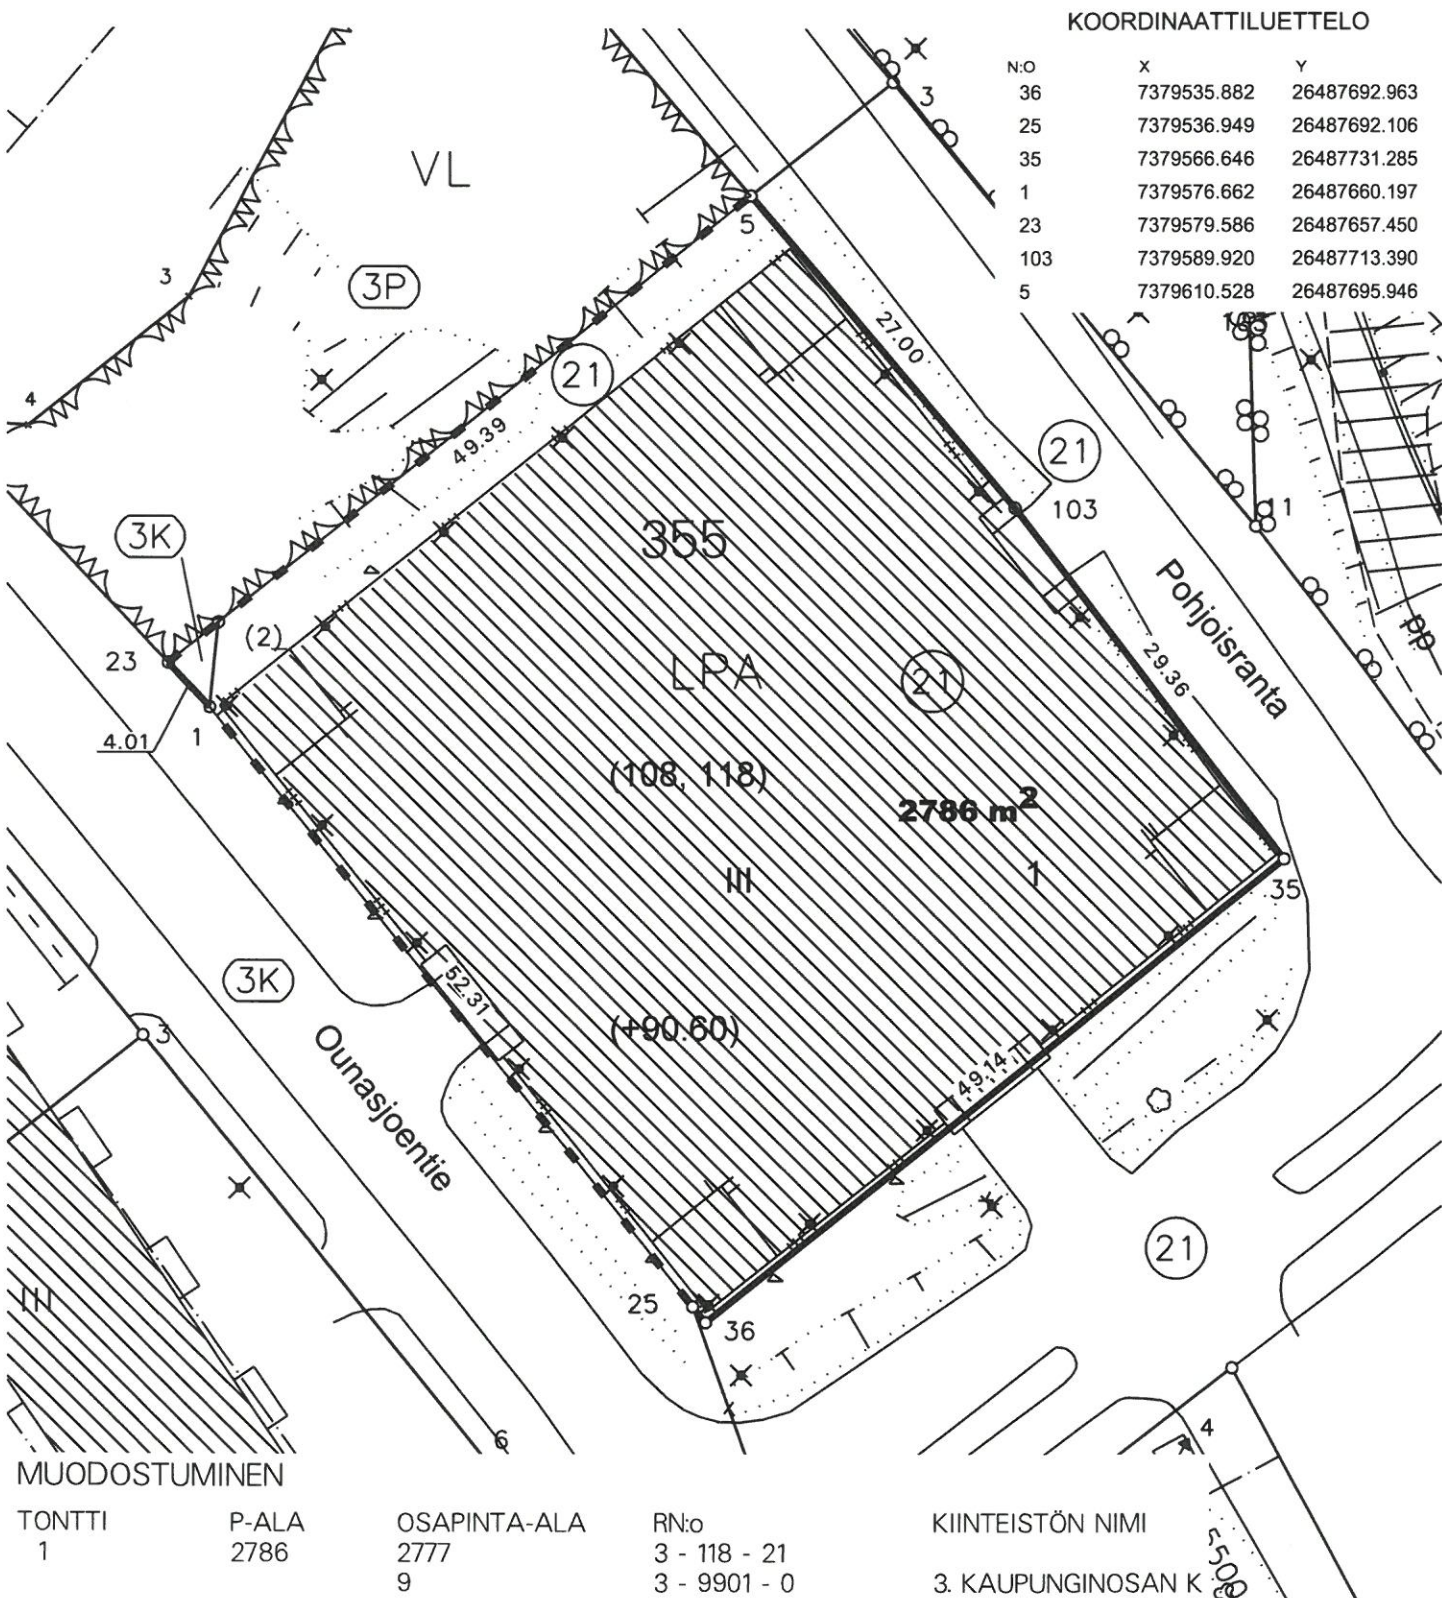 KOORDINAATTILUETTELO
N:O X Y
36 7379535.882 26487692.963
25 7379536.949 26487692.106
35 7379566.646 26487731.285
1 7379576.662 26487660.197
23 7379579.586 26487657.450
103 7379589.920 26487713.390
5 7379610.528 26487695.946
3
VL
5
3
3P
27.00
21
4
49.39
21
11
103
3K
355
Pohjoisranta
pp
(2)
23
LPA
21
29.36
1
4.01
(108, 118)
2786 m²
III
1
35
3K
52.31
3
(+90.60)
Ounasjoentie
49.14
21
25
36
III
6
4
5500
MUODOSTUMINEN
TONTTI P-ALA OSAPINTA-ALA RN:o KIINTEISTÖN NIMI
1 2786 2777 3 - 118 - 21
9 3 - 9901 - 0 3. KAUPUNGINOSAN K